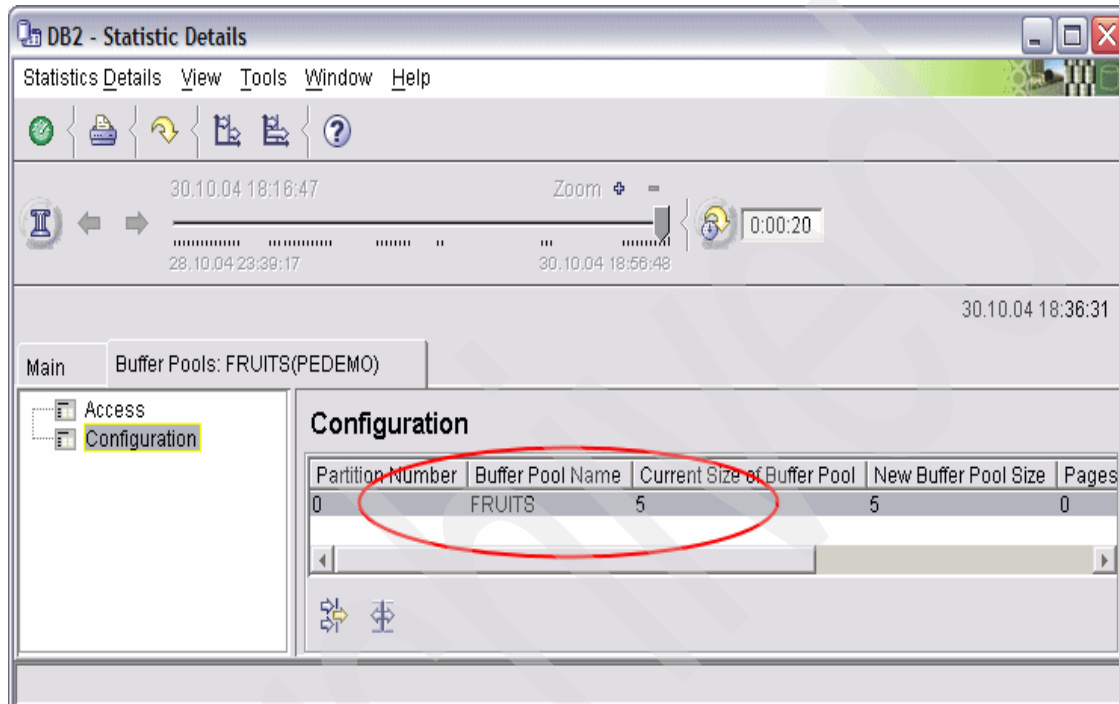 DB2 - Statistic Details
Statistics Details View Tools Window Help
30.10.04 18:16:47 Zoom
0:00:20
28.10.04 23:39:17 30.10.04 18:56:48
30.10.04 18:36:31
Main Buffer Pools: FRUITS(PEDEMO)
Access
Configuration
Configuration
Partition Number Buffer Pool Name Current Size of Buffer Pool New Buffer Pool Size Pages
0 FRUITS 5 5 0